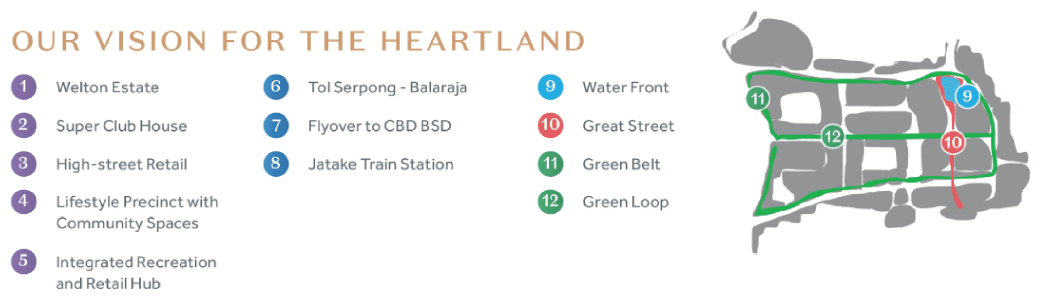 OUR VISION FOR THE HEARTLAND
1 Welton Estate
2 Super Club House
3 High-street Retail
4 Lifestyle Precinct with
Community Spaces
5 Integrated Recreation
and Retail Hub
6 Tol Serpong - Balaraja
7 Flyover to CBD BSD
8 Jatake Train Station
9 Water Front
10 Great Street
11 Green Belt
12 Green Loop
11
9
12
10